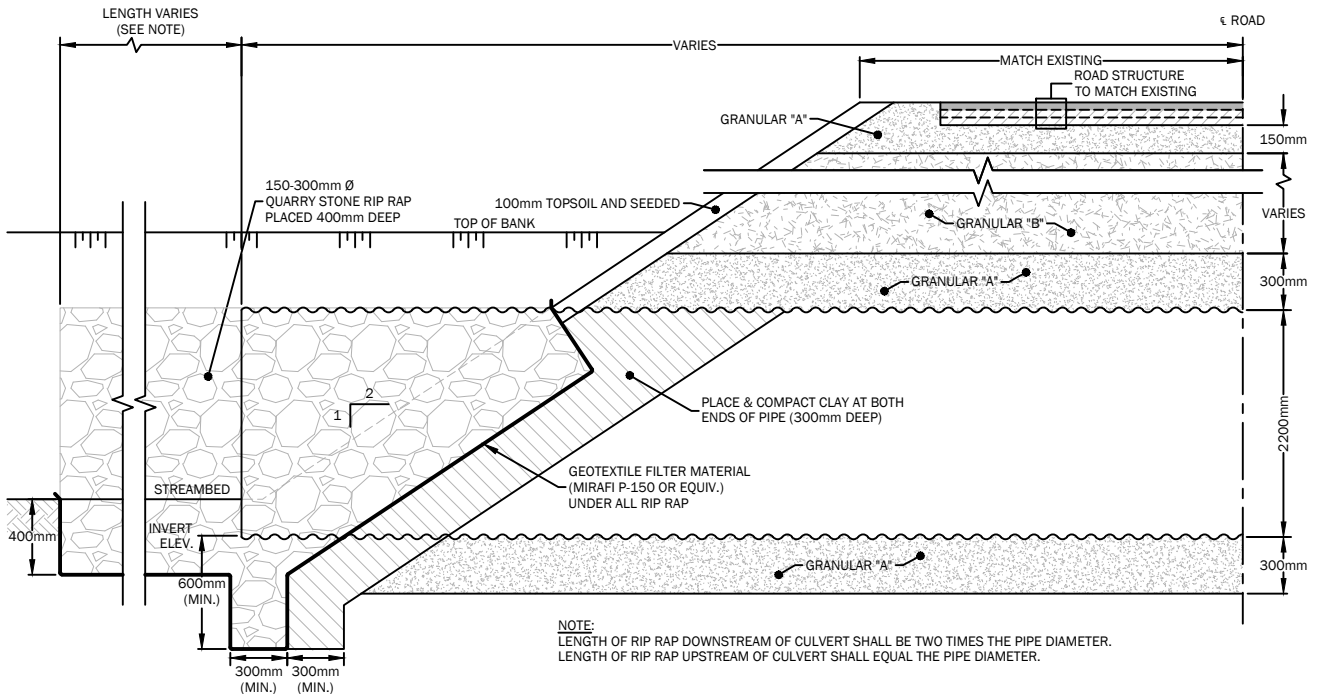 LENGTH VARIES
(SEE NOTE)
℄ ROAD
VARIES
MATCH EXISTING
ROAD STRUCTURE
TO MATCH EXISTING
GRANULAR "A"
150mm
150-300mm Ø
QUARRY STONE RIP RAP
PLACED 400mm DEEP
100mm TOPSOIL AND SEEDED
TOP OF BANK
GRANULAR "B"
VARIES
GRANULAR "A"
300mm
2
1
PLACE & COMPACT CLAY AT BOTH
ENDS OF PIPE (300mm DEEP)
2200mm
GEOTEXTILE FILTER MATERIAL
(MIRAFI P-150 OR EQUIV.)
UNDER ALL RIP RAP
STREAMBED
400mm
INVERT
ELEV.
600mm
(MIN.)
GRANULAR "A"
300mm
300mm
(MIN.)
300mm
(MIN.)
NOTE:
LENGTH OF RIP RAP DOWNSTREAM OF CULVERT SHALL BE TWO TIMES THE PIPE DIAMETER.
LENGTH OF RIP RAP UPSTREAM OF CULVERT SHALL EQUAL THE PIPE DIAMETER.